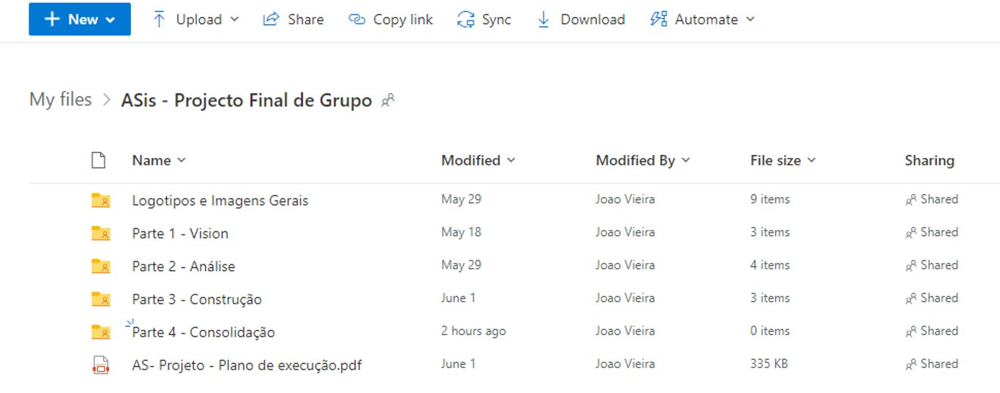 New Upload Share Copy link Sync Download Automate
My files > ASis - Projecto Final de Grupo
Name Modified Modified By File size Sharing
Logotipos e Imagens Gerais May 29 Joao Vieira 9 items Shared
Parte 1 - Vision May 18 Joao Vieira 3 items Shared
Parte 2 - Análise May 29 Joao Vieira 4 items Shared
Parte 3 - Construção June 1 Joao Vieira 3 items Shared
Parte 4 - Consolidação 2 hours ago Joao Vieira 0 items Shared
AS- Projeto - Plano de execução.pdf June 1 Joao Vieira 335 KB Shared